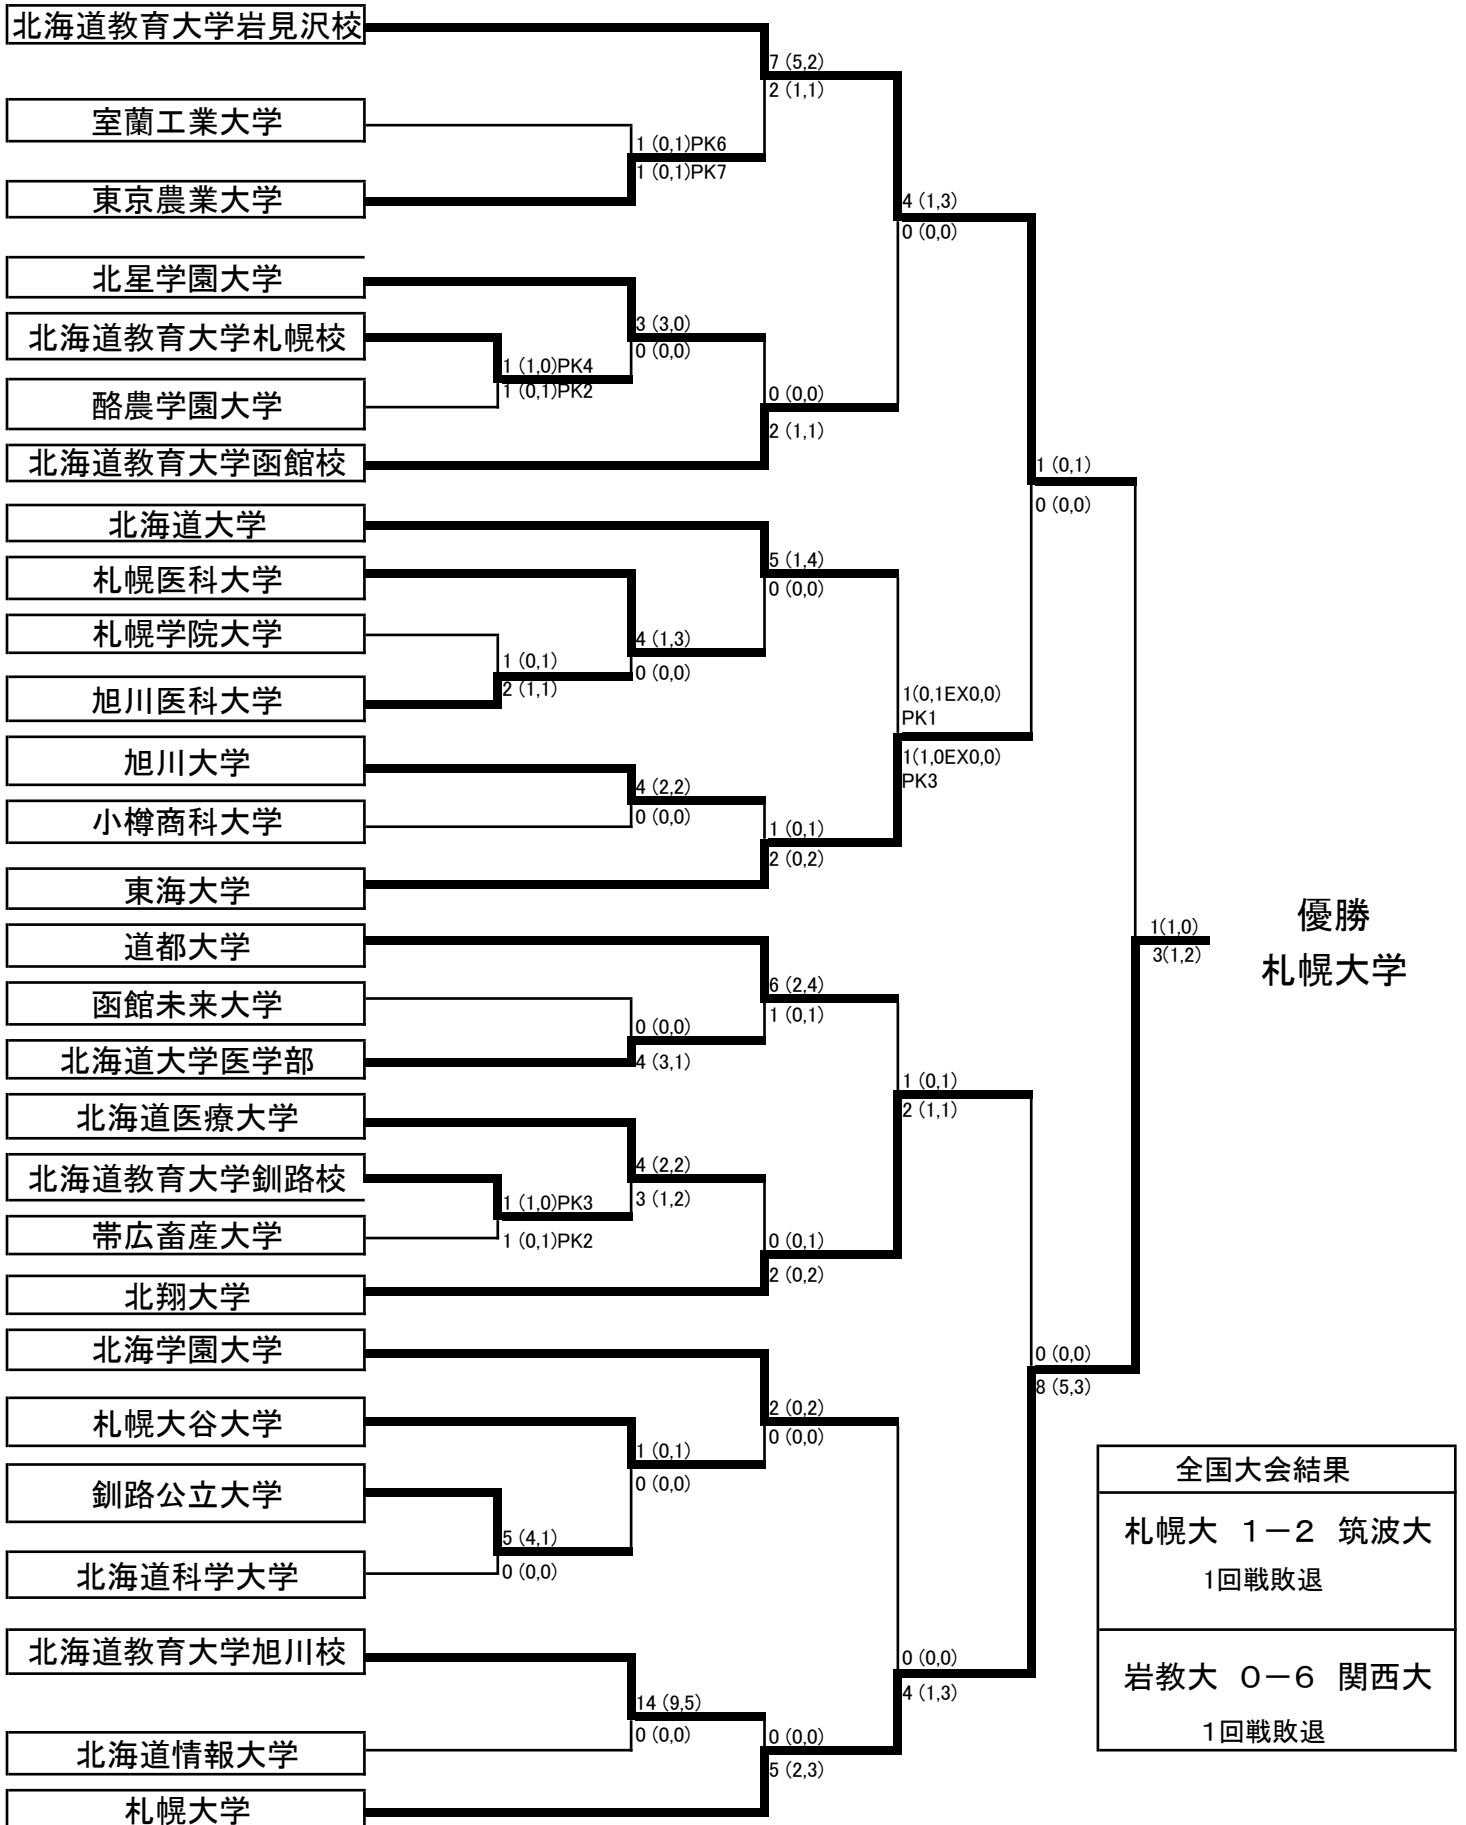 北海道教育大学岩見沢校
7 (5,2)
2 (1,1)
室蘭工業大学
1 (0,1)PK6
1 (0,1)PK7
東京農業大学
4 (1,3)
0 (0,0)
北星学園大学
3 (3,0)
0 (0,0)
北海道教育大学札幌校
1 (1,0)PK4
1 (0,1)PK2
酪農学園大学
0 (0,0)
2 (1,1)
北海道教育大学函館校
1 (0,1)
0 (0,0)
北海道大学
5 (1,4)
0 (0,0)
札幌医科大学
札幌学院大学
4 (1,3)
0 (0,0)
1 (0,1)
2 (1,1)
旭川医科大学
1(0,1EX0,0)
PK1
1(1,0EX0,0)
PK3
旭川大学
4 (2,2)
0 (0,0)
小樽商科大学
1 (0,1)
2 (0,2)
東海大学
優勝
札幌大学
1(1,0)
3(1,2)
道都大学
6 (2,4)
1 (0,1)
函館未来大学
0 (0,0)
4 (3,1)
北海道大学医学部
1 (0,1)
2 (1,1)
北海道医療大学
4 (2,2)
3 (1,2)
北海道教育大学釧路校
1 (1,0)PK3
1 (0,1)PK2
帯広畜産大学
0 (0,1)
2 (0,2)
北翔大学
北海学園大学
0 (0,0)
8 (5,3)
2 (0,2)
0 (0,0)
札幌大谷大学
1 (0,1)
0 (0,0)
釧路公立大学
5 (4,1)
0 (0,0)
北海道科学大学
全国大会結果
札幌大 1－2 筑波大
1回戦敗退
岩教大 0－6 関西大
1回戦敗退
北海道教育大学旭川校
0 (0,0)
4 (1,3)
14 (9,5)
0 (0,0)
北海道情報大学
0 (0,0)
5 (2,3)
札幌大学